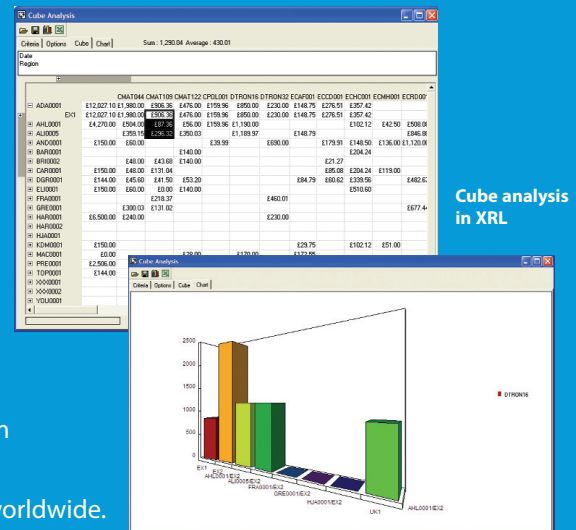 Cube Analysis
Criteria Options Cube Chart Sum : 1,290.04 Average : 430.01
Date
Region
CMAT044 CMAT109 CMAT122 CPOL001 DTRON16 DTRON32 ECAF001 ECCD001 ECHC001 ECMH001 ECRD001
ADA0001 £12,027.10 £1,980.00 £906.36 £476.00 £159.96 £850.00 £230.00 £148.75 £276.51 £357.42
EX1 £12,027.10 £1,980.00 £906.36 £476.00 £159.96 £850.00 £230.00 £148.75 £276.51 £357.42
AHL0001 £4,270.00 £504.00 £87.36 £56.00 £159.96 £1,190.00 £102.12 £42.50 £508.00
ALI0005 £359.15 £296.32 £350.03 £1,189.97 £148.79 £846.80
AND0001 £150.00 £60.00 £39.99 £690.00 £179.91 £148.50 £136.00 £1,120.00
BAR0001 £140.00 £204.24
BRI0002 £48.00 £43.68 £140.00 £21.27
CAR0001 £150.00 £48.00 £131.04 £85.08 £204.24 £119.00
DGR0001 £144.00 £45.60 £41.50 £53.20 £84.79 £60.62 £339.56 £482.67
ELI0001 £150.00 £60.00 £0.00 £140.00 £510.60
FRA0001 £218.37 £460.01
GRE0001 £300.03 £131.02 £677.44
HAR0001 £6,500.00 £240.00 £230.00
HAR0002
HJA0001
KDM0001 £150.00 £29.75 £102.12 £51.00
MAC0001 £0.00 £28.00 £170.00 £172.55
PRE0001 £2,506.00
TOP0001 £144.00
XXX0001
XXX0002
YOU0001
Cube analysis
in XRL
Cube Analysis
Criteria Options Cube Chart
2500
2000
1500
1000
500
0
DTRON16
EX1
EX2
AHL0001/EX2
ALI0005/EX2
FRA0001/EX2
GRE0001/EX2
HJA0001/EX2
UK1
AHL0001/EX2
n
worldwide.